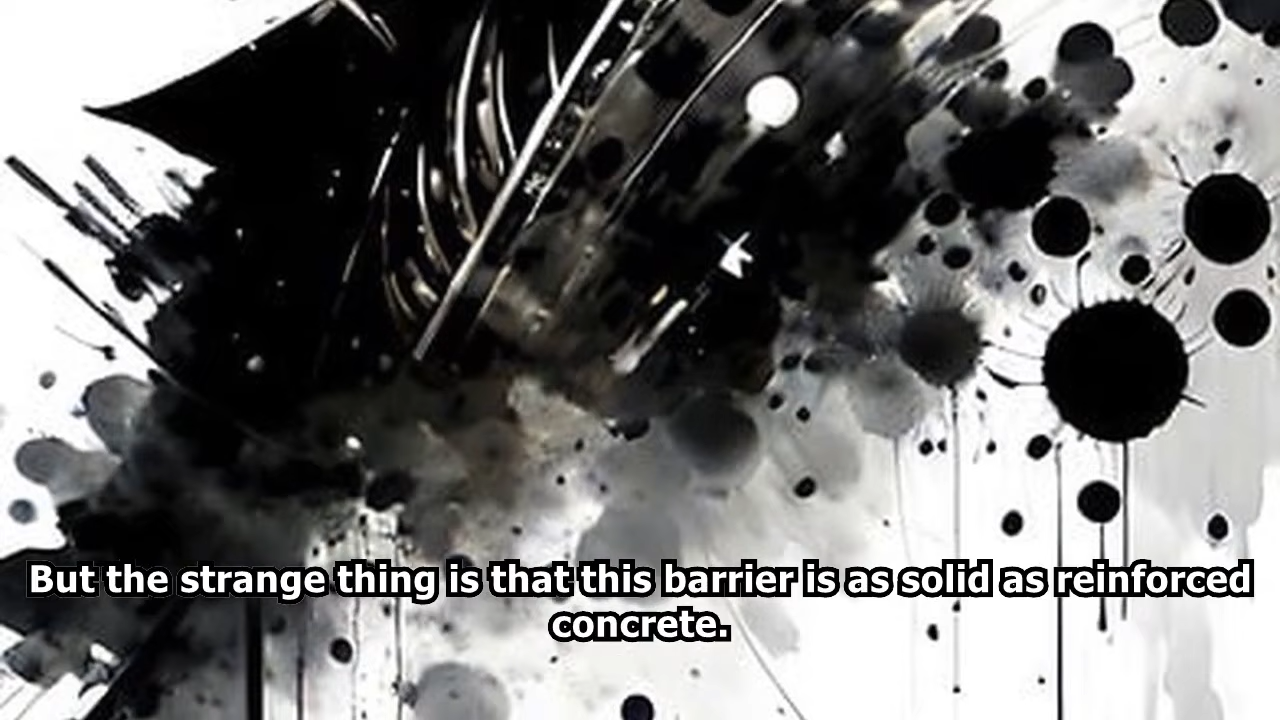 But the strange thing is that this barrier is as solid as reinforced
concrete.